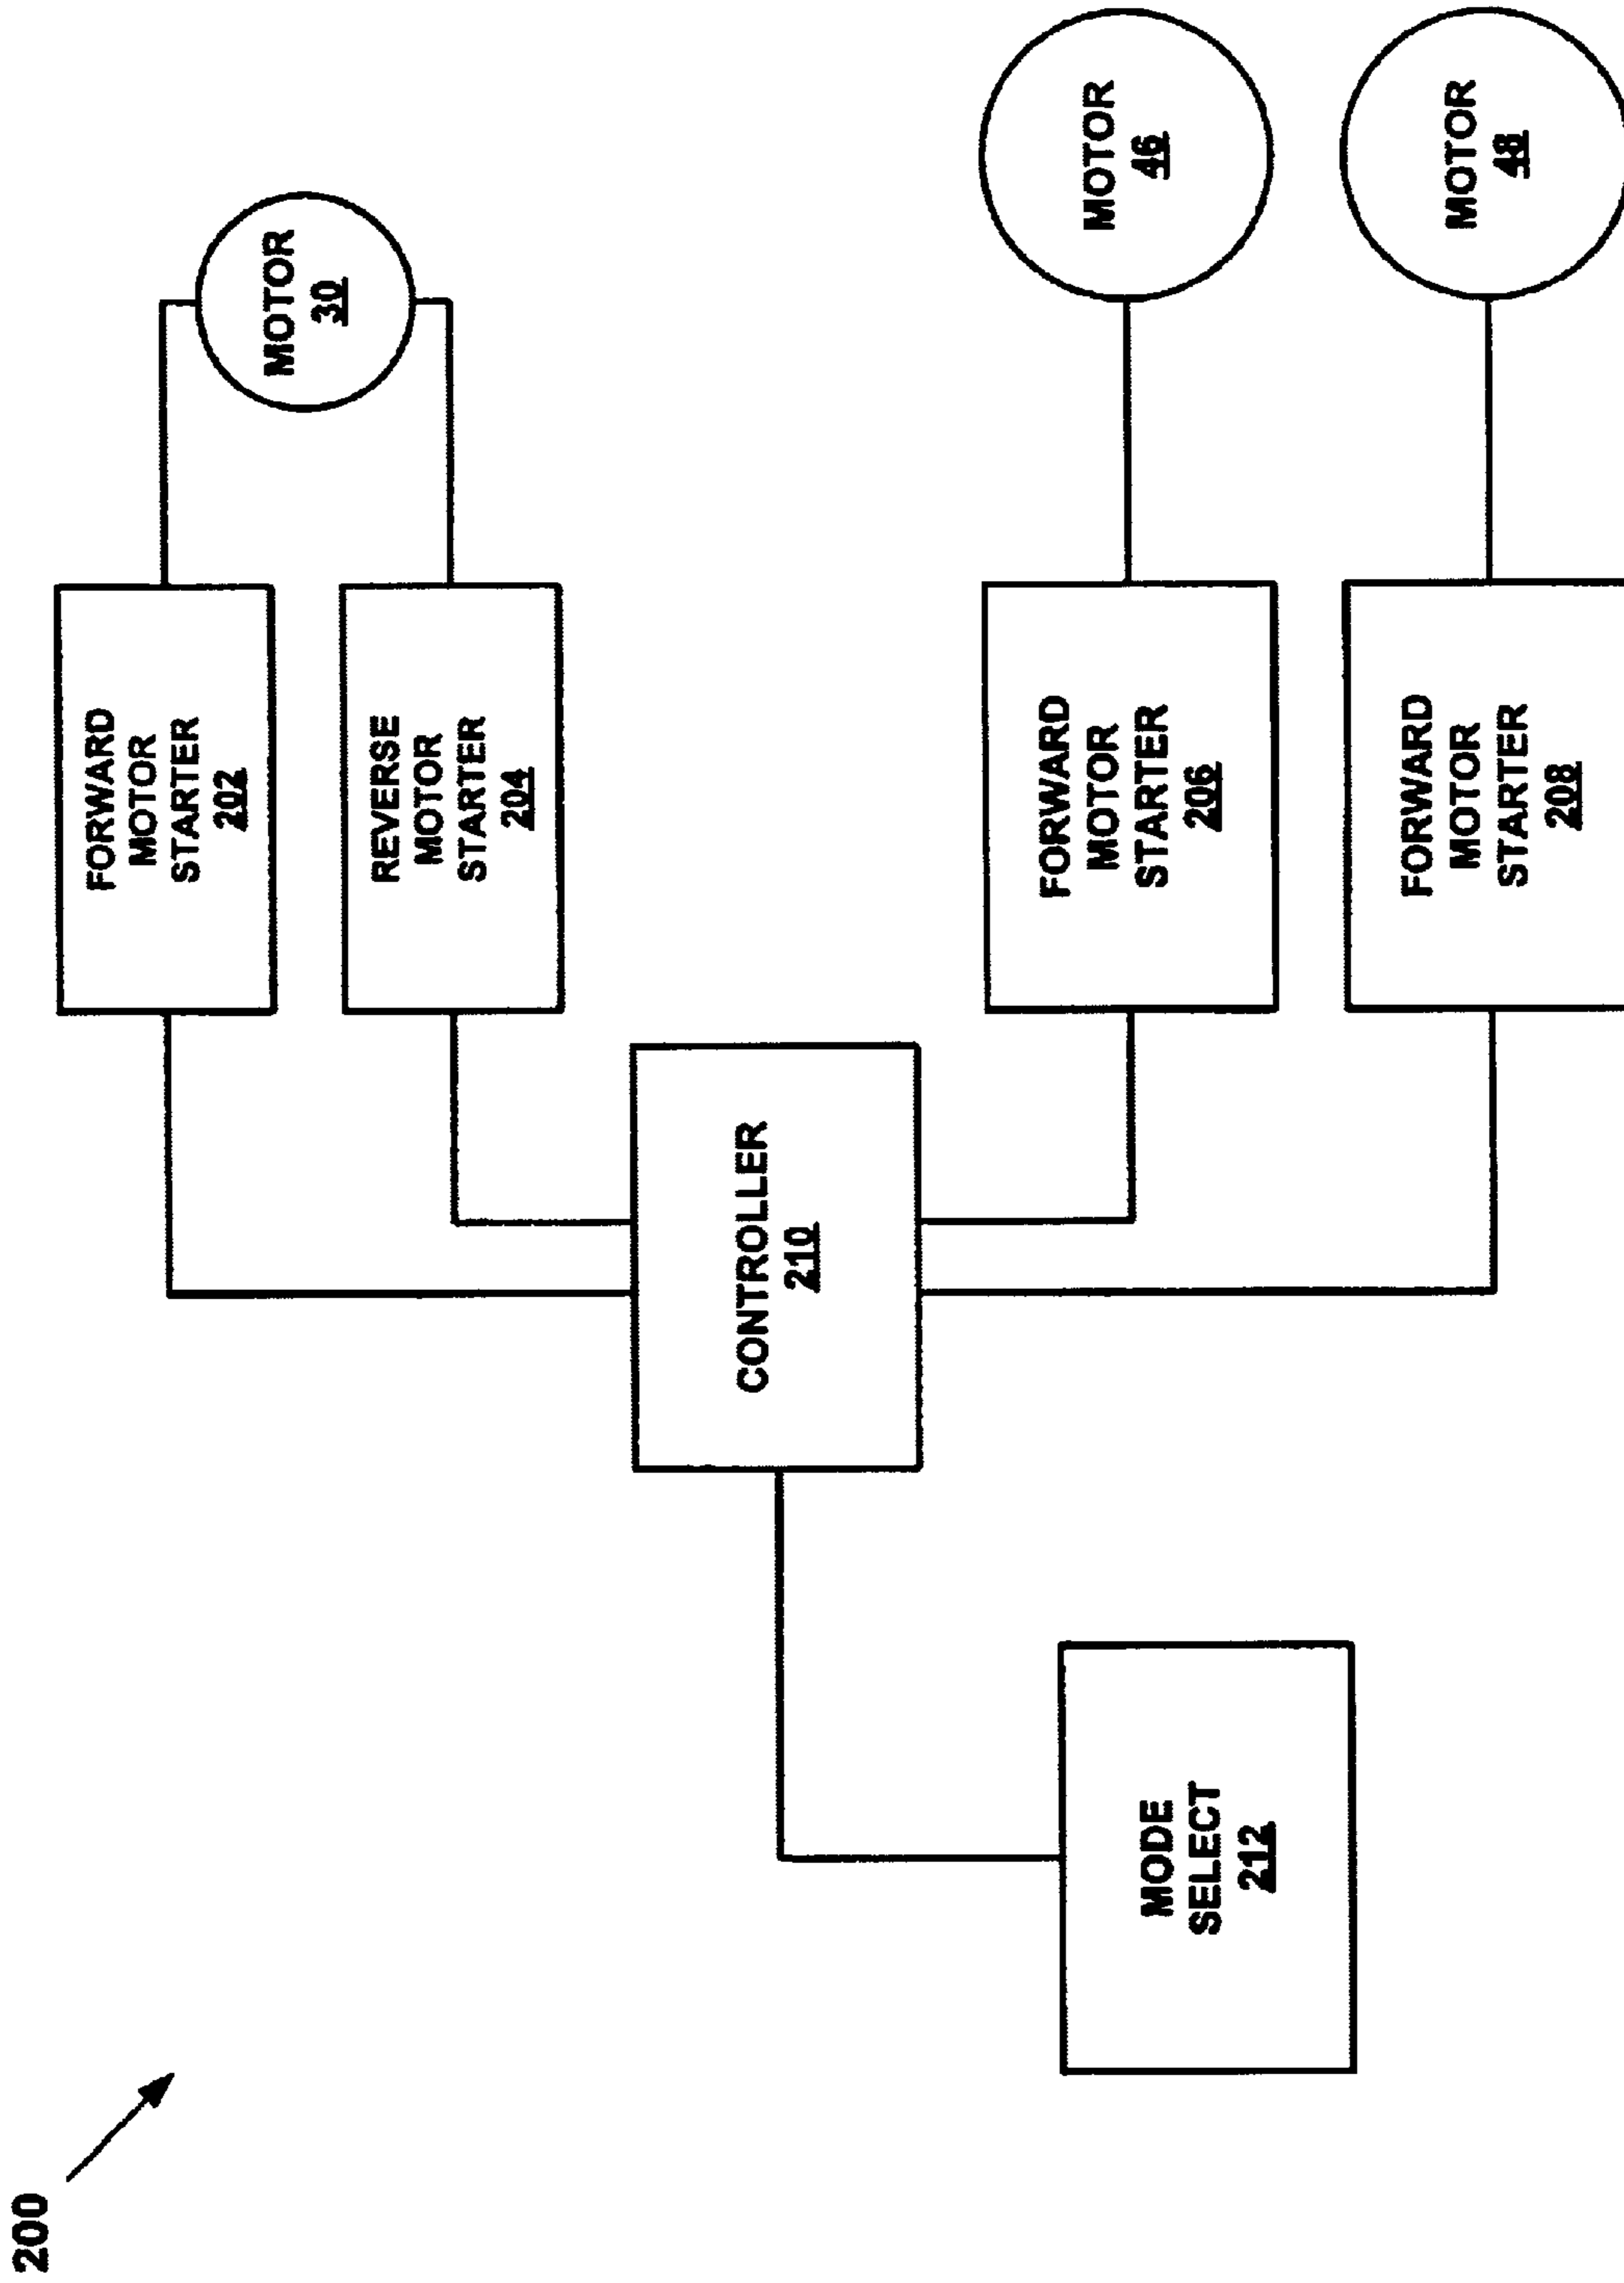 200
FORWARD
MOTOR
STARTER
202
MOTOR
30
REVERSE
MOTOR
STARTER
204
CONTROLLER
210
MODE
SELECT
212
FORWARD
MOTOR
STARTER
206
MOTOR
46
FORWARD
MOTOR
STARTER
208
MOTOR
48